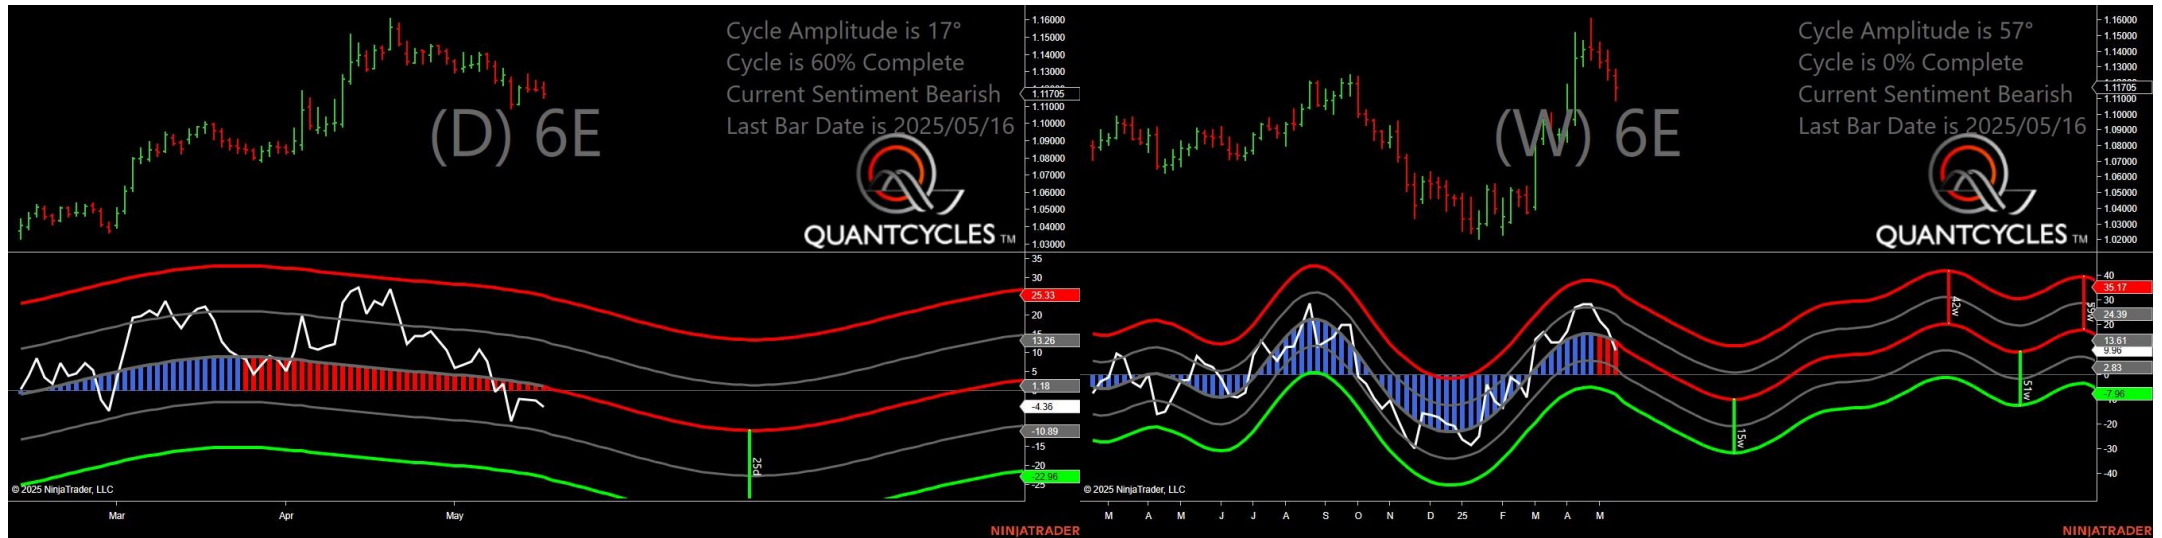 Cycle Amplitude is 17°
Cycle is 60% Complete
Current Sentiment Bearish
Last Bar Date is 2025/05/16
(D) 6E
QUANTCYCLES TM
1.16000
1.15000
1.14000
1.13000
1.11705
1.11000
1.10000
1.09000
1.08000
1.07000
1.06000
1.05000
1.04000
1.03000
35
30
25.33
20
15
13.26
10
5
1.18
-4.36
-10.89
-15
-20
-22.96
-25
25d
© 2025 NinjaTrader, LLC
Mar Apr May
NINJATRADER
Cycle Amplitude is 57°
Cycle is 0% Complete
Current Sentiment Bearish
Last Bar Date is 2025/05/16
(W) 6E
QUANTCYCLES TM
1.16000
1.15000
1.14000
1.13000
1.11705
1.11000
1.10000
1.09000
1.08000
1.07000
1.06000
1.05000
1.04000
1.03000
1.02000
40
35.17
30
24.39
20
13.61
9.96
2.83
-7.96
-20
-30
-40
42w
59w
51w
15w
© 2025 NinjaTrader, LLC
M A M J J A S O N D 25 F M A M
NINJATRADER